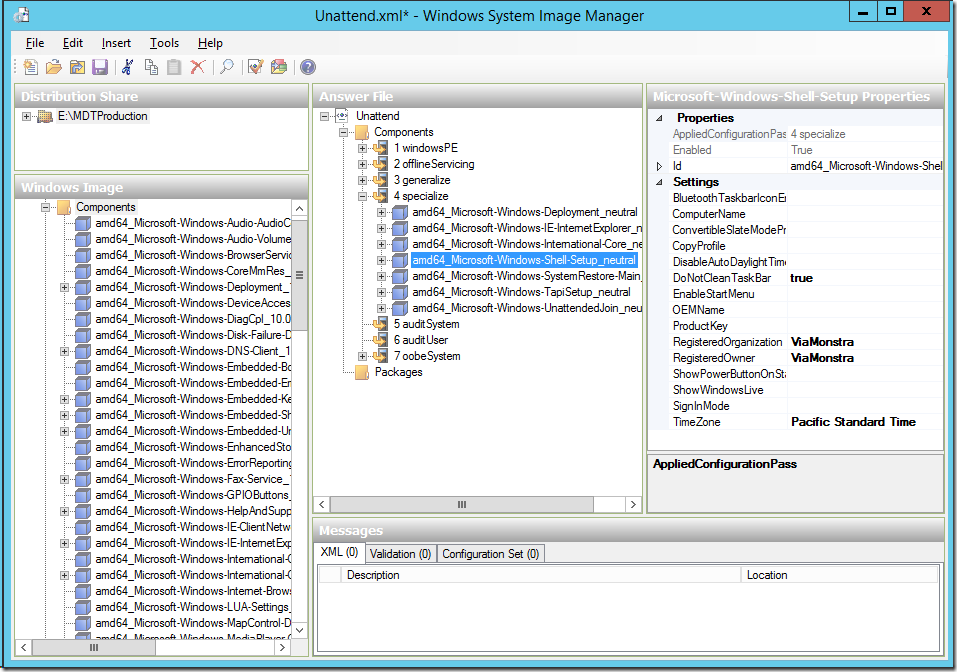 Unattend.xml* - Windows System Image Manager
File Edit Insert Tools Help
Distribution Share
E:\MDTProduction
Windows Image
Components
amd64_Microsoft-Windows-Audio-AudioC
amd64_Microsoft-Windows-Audio-Volume
amd64_Microsoft-Windows-BrowserServic
amd64_Microsoft-Windows-CoreMmRes_
amd64_Microsoft-Windows-Deployment_
amd64_Microsoft-Windows-DeviceAccess
amd64_Microsoft-Windows-DiagCpl_10.0
amd64_Microsoft-Windows-Disk-Failure-D
amd64_Microsoft-Windows-DNS-Client_1
amd64_Microsoft-Windows-Embedded-Bo
amd64_Microsoft-Windows-Embedded-Em
amd64_Microsoft-Windows-Embedded-Ke
amd64_Microsoft-Windows-Embedded-Sh
amd64_Microsoft-Windows-Embedded-Un
amd64_Microsoft-Windows-EnhancedSto
amd64_Microsoft-Windows-ErrorReporting
amd64_Microsoft-Windows-Fax-Service_
amd64_Microsoft-Windows-GPIOButtons_
amd64_Microsoft-Windows-HelpAndSupp
amd64_Microsoft-Windows-IE-ClientNetw
amd64_Microsoft-Windows-IE-InternetExp
amd64_Microsoft-Windows-International-C
amd64_Microsoft-Windows-International-C
amd64_Microsoft-Windows-Internet-Brows
amd64_Microsoft-Windows-LUA-Settings_
amd64_Microsoft-Windows-MapControl-D
amd64_Microsoft-Windows-MediaPlayer-C
Answer File
Unattend
Components
1 windowsPE
2 offlineServicing
3 generalize
4 specialize
amd64_Microsoft-Windows-Deployment_neutral
amd64_Microsoft-Windows-IE-InternetExplorer_n
amd64_Microsoft-Windows-International-Core_ne
amd64_Microsoft-Windows-Shell-Setup_neutral
amd64_Microsoft-Windows-SystemRestore-Main_
amd64_Microsoft-Windows-TapiSetup_neutral
amd64_Microsoft-Windows-UnattendedJoin_neu
5 auditSystem
6 auditUser
7 oobeSystem
Packages
Microsoft-Windows-Shell-Setup Properties
Properties
AppliedConfigurationPas 4 specialize
Enabled True
Id amd64_Microsoft-Windows-Shel
Settings
BluetoothTaskbarIconEn
ComputerName
ConvertibleSlateModePr
CopyProfile
DisableAutoDaylightTime
DoNotCleanTaskBar true
EnableStartMenu
OEMName
ProductKey
RegisteredOrganization ViaMonstra
RegisteredOwner ViaMonstra
ShowPowerButtonOnSta
ShowWindowsLive
SignInMode
TimeZone Pacific Standard Time
AppliedConfigurationPass
Messages
XML (0) Validation (0) Configuration Set (0)
Description Location